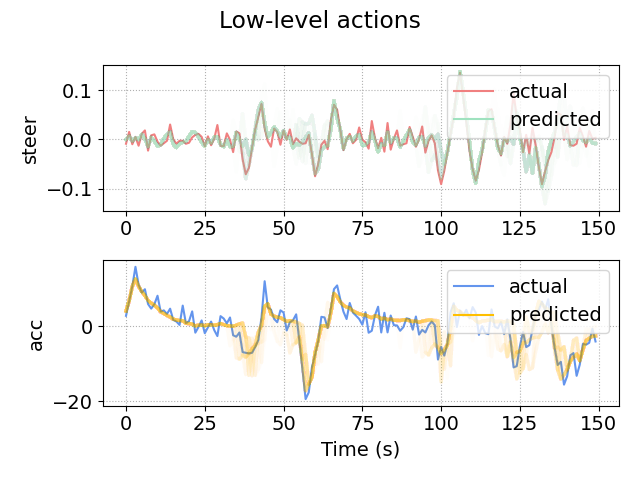 Low-level actions
steer
0.1
0.0
−0.1
actual
predicted
0 25 50 75 100 125 150
acc
0
−20
actual
predicted
0 25 50 75 100 125 150
Time (s)